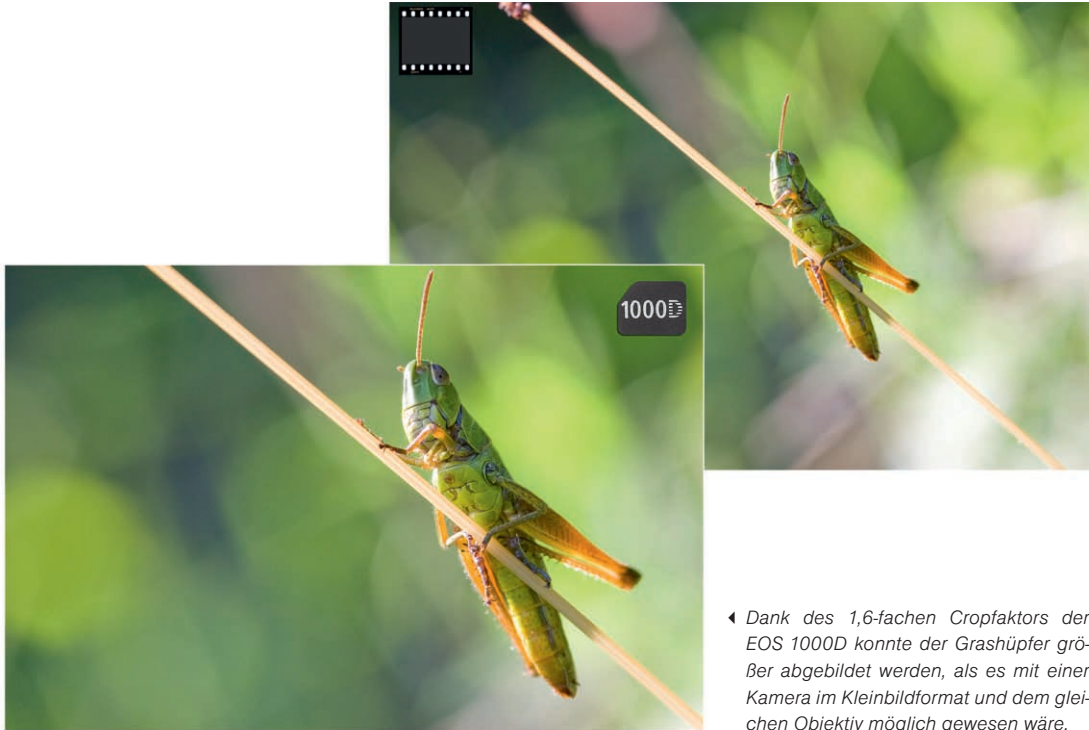 1000D
Dank des 1,6-fachen Cropfaktors der
EOS 1000D konnte der Grashüpfer grö-
ßer abgebildet werden, als es mit einer
Kamera im Kleinbildformat und dem glei-
chen Objektiv möglich gewesen wäre.